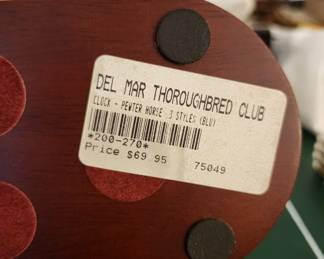 DEL MAR THOROUGHBRED CLUB
CLOCK - PEWTER HORSE 3 STYLES (BLU)
*200-270*
Price $69 95 75049